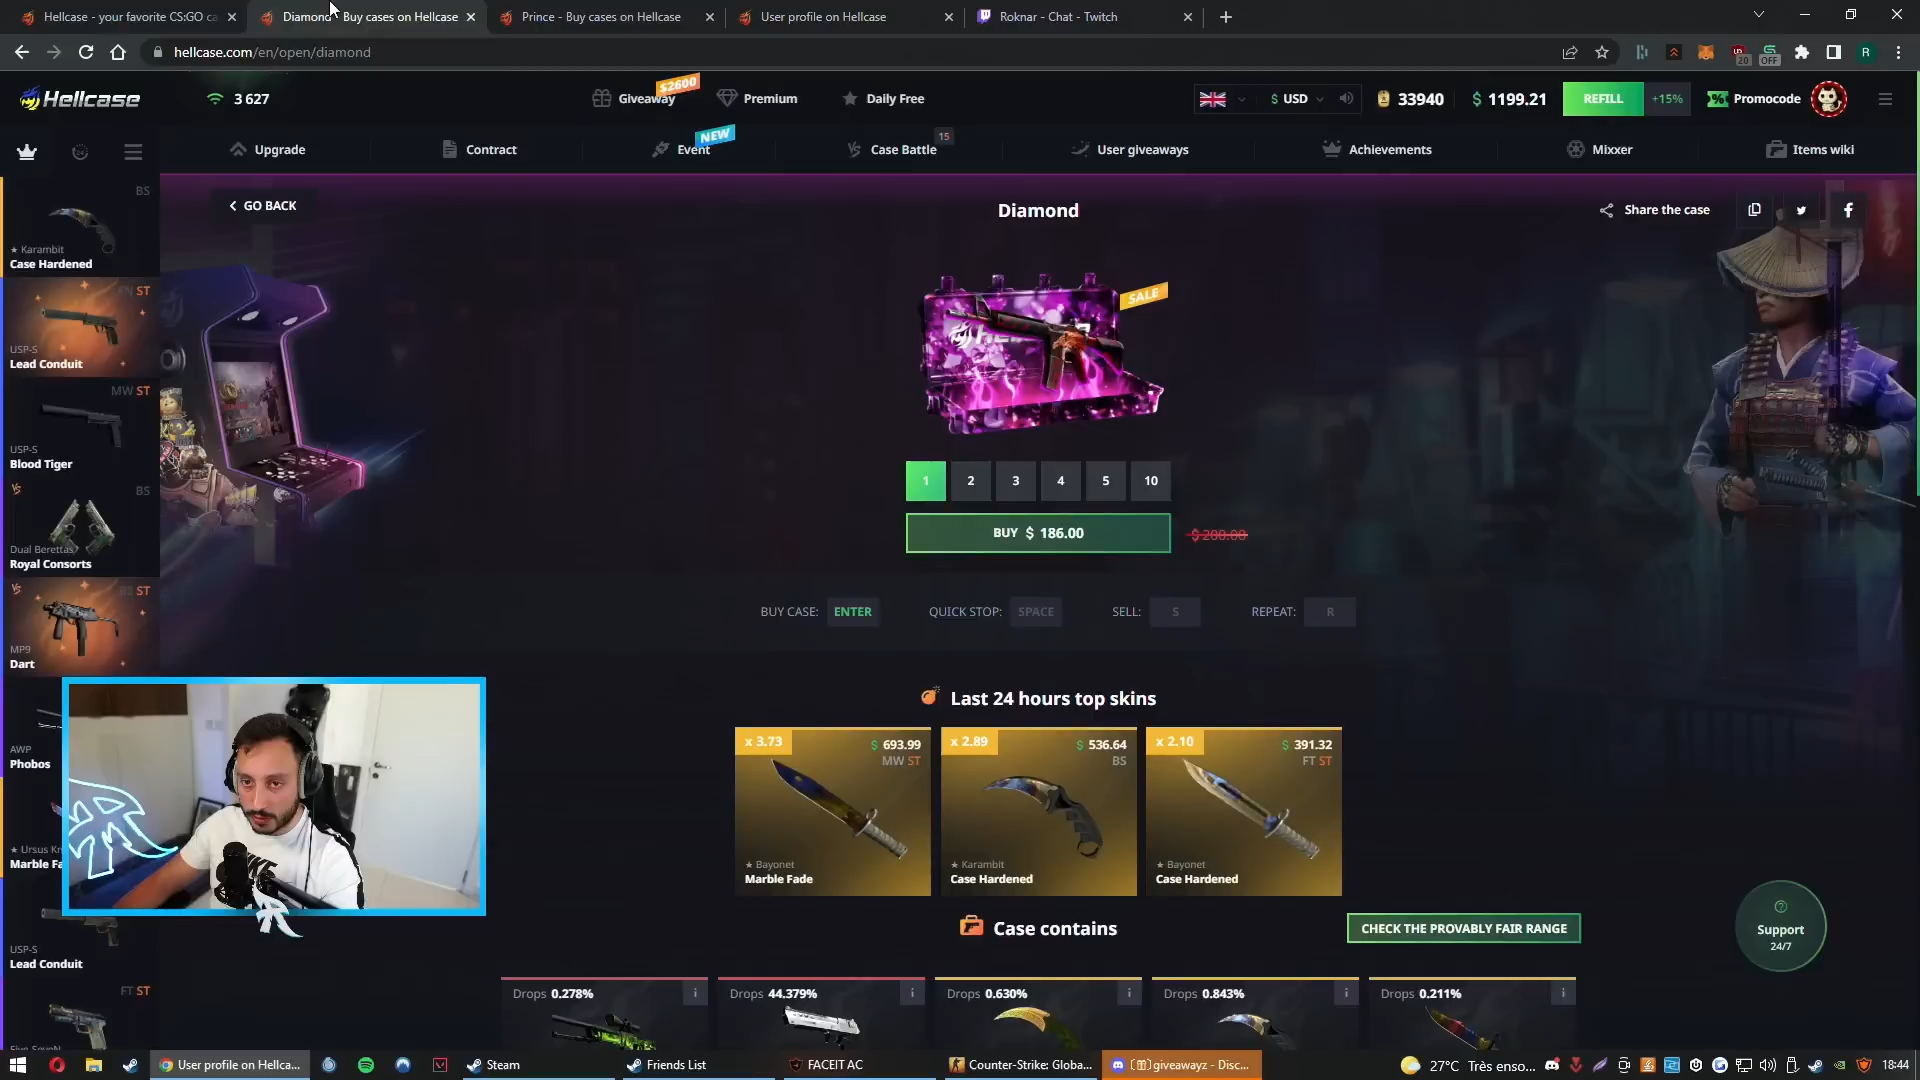 Hellcase - your favorite CS:GO ca
Diamond - Buy cases on Hellcase
Prince - Buy cases on Hellcase
User profile on Hellcase
Roknar - Chat - Twitch
hellcase.com/en/open/diamond
20
OFF
R
Hellcase
3 627
Giveaway
$2600
Premium
Daily Free
$ USD
33940
$ 1199.21
REFILL
+15%
Promocode
Upgrade
Contract
Event
NEW
Case Battle
15
User giveaways
Achievements
Mixxer
Items wiki
GO BACK
Diamond
Share the case
SALE
1
2
3
4
5
10
BUY $ 186.00
$ 200.00
BUY CASE:
ENTER
QUICK STOP:
SPACE
SELL:
S
REPEAT:
R
BS
★ Karambit
Case Hardened
FN ST
USP-S
Lead Conduit
MW ST
USP-S
Blood Tiger
BS
Dual Berettas
Royal Consorts
ST
MP9
Dart
AWP
Phobos
★ Ursus Kn
Marble Fa
USP-S
Lead Conduit
FT ST
Five-SeveN
Last 24 hours top skins
x 3.73
$ 693.99
MW ST
★ Bayonet
Marble Fade
x 2.89
$ 536.64
BS
★ Karambit
Case Hardened
x 2.10
$ 391.32
FT ST
★ Bayonet
Case Hardened
Case contains
CHECK THE PROVABLY FAIR RANGE
Support
24/7
Drops 0.278%
i
Drops 44.379%
i
Drops 0.630%
i
Drops 0.843%
i
Drops 0.211%
i
User profile on Hellca...
Steam
Friends List
FACEIT AC
Counter-Strike: Globa...
giveawayz - Disc...
27°C Très enso...
18:44